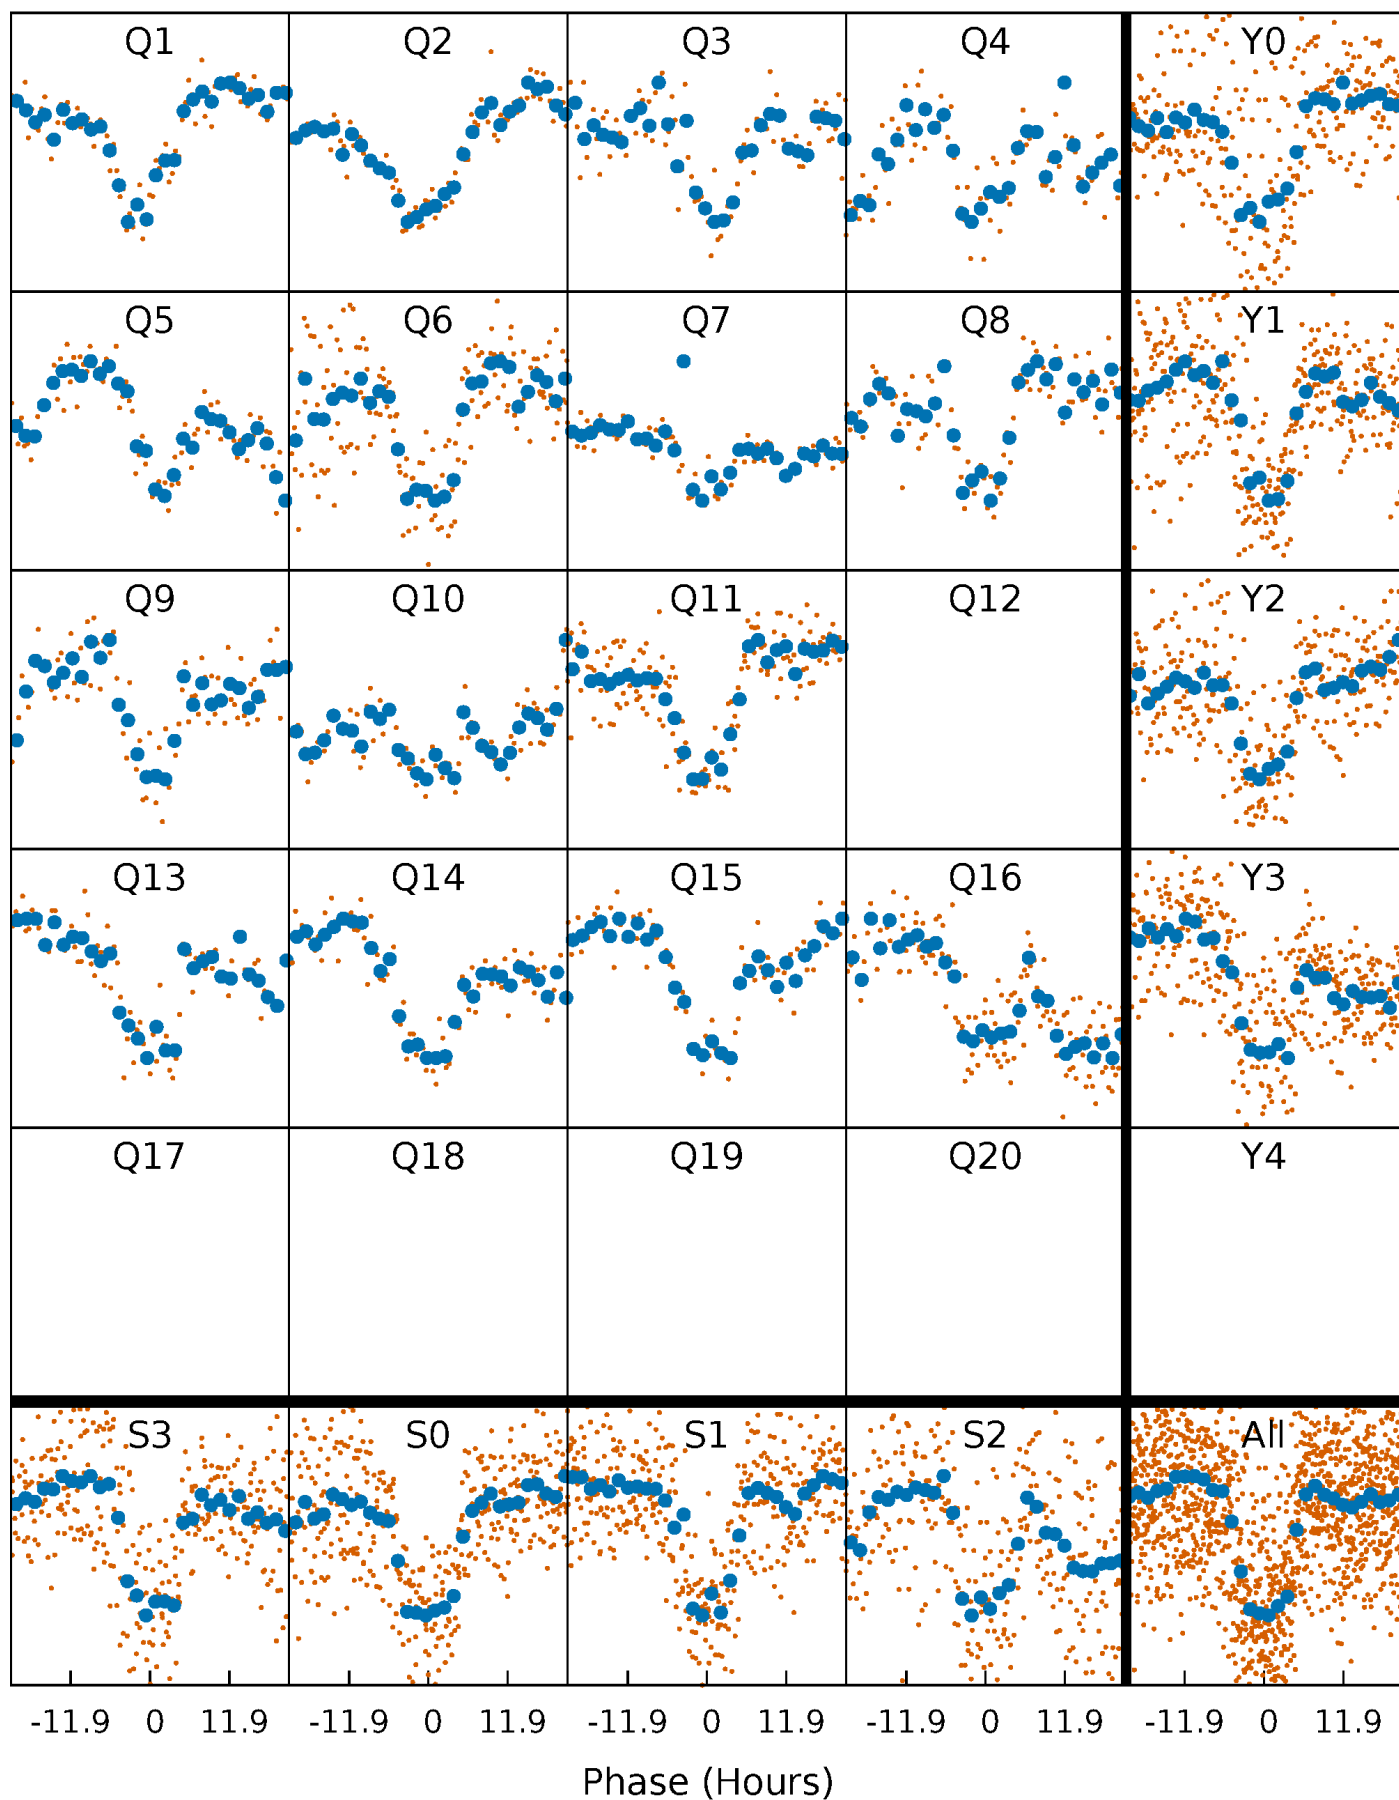 Q1 Q2 Q3 Q4 Y0
Q5 Q6 Q7 Q8 Y1
Q9 Q10 Q11 Q12 Y2
Q13 Q14 Q15 Q16 Y3
Q17 Q18 Q19 Q20 Y4
S3 S0 S1 S2 All
-11.9 0 11.9 -11.9 0 11.9 -11.9 0 11.9 -11.9 0 11.9 -11.9 0 11.9
Phase (Hours)